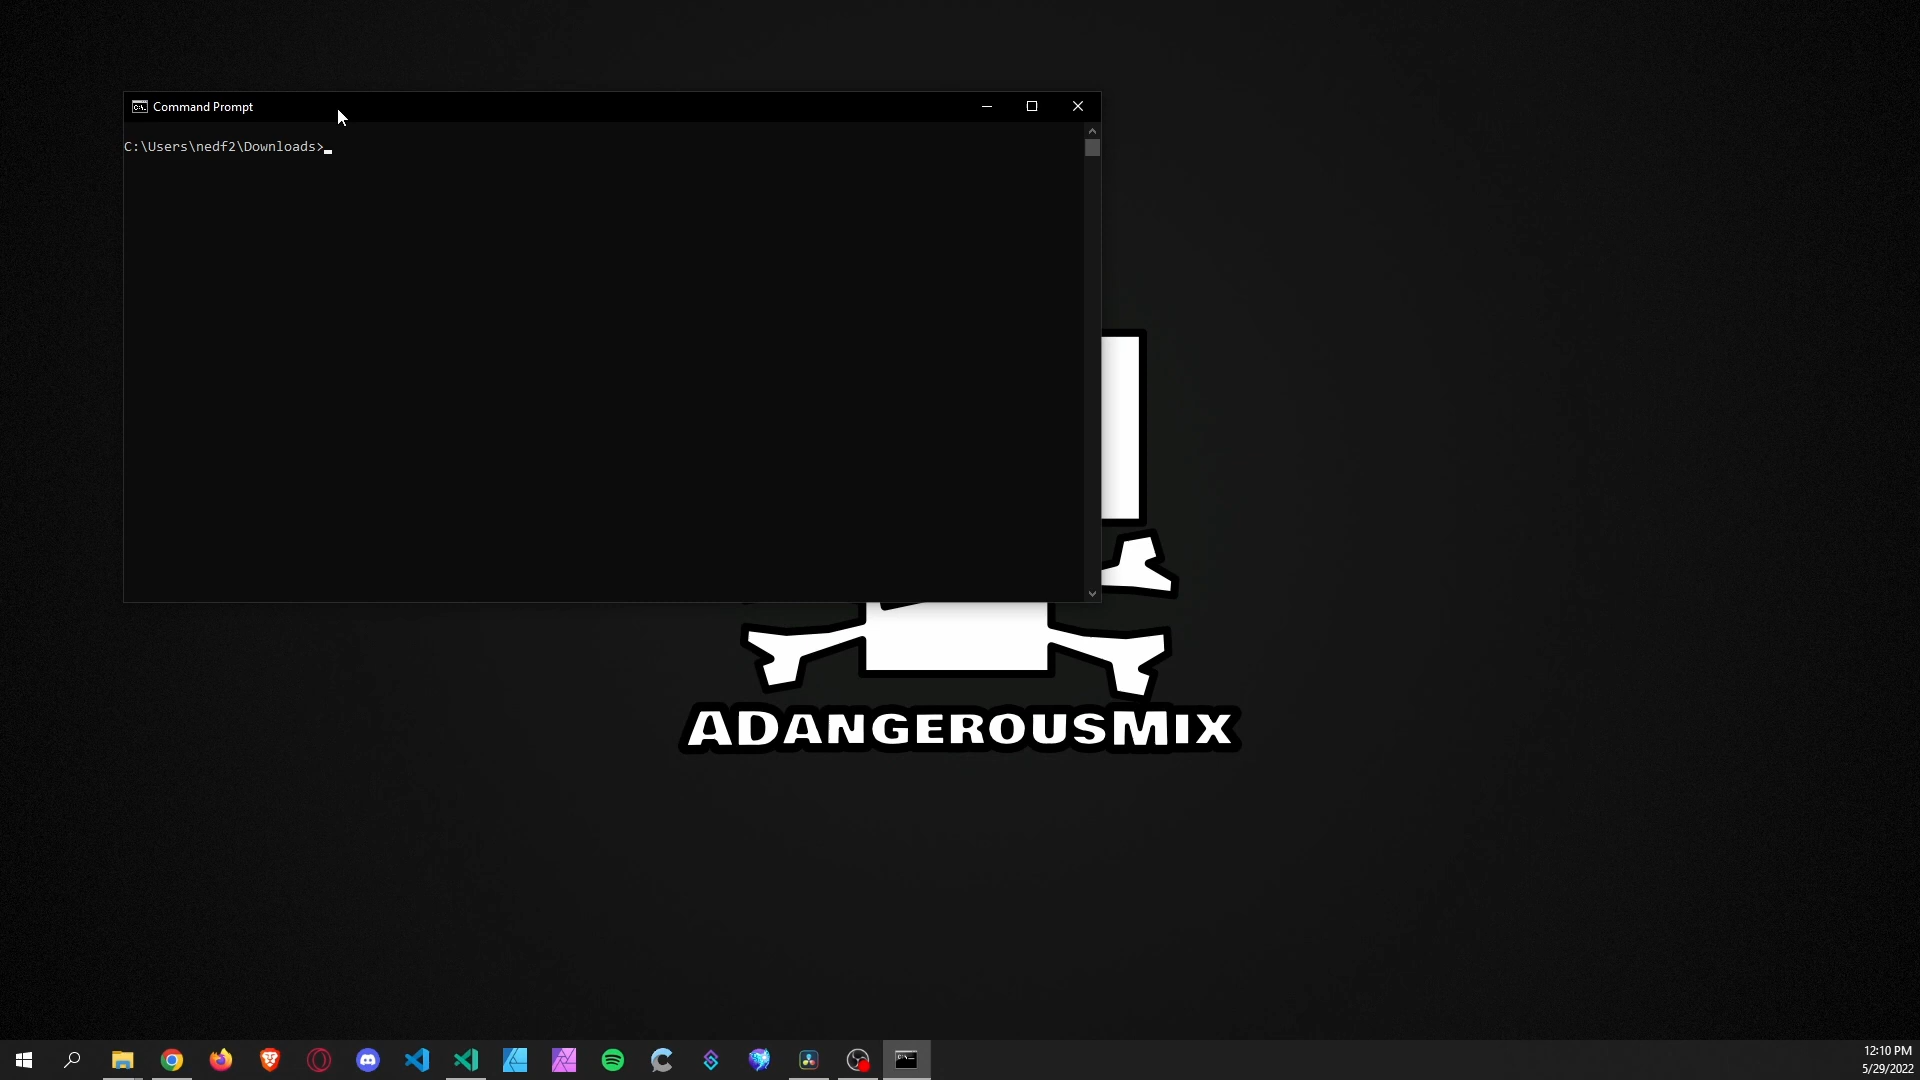 Command Prompt
C:\Users\nedf2\Downloads>
ADANGEROUSMIX
12:10 PM
5/29/2022